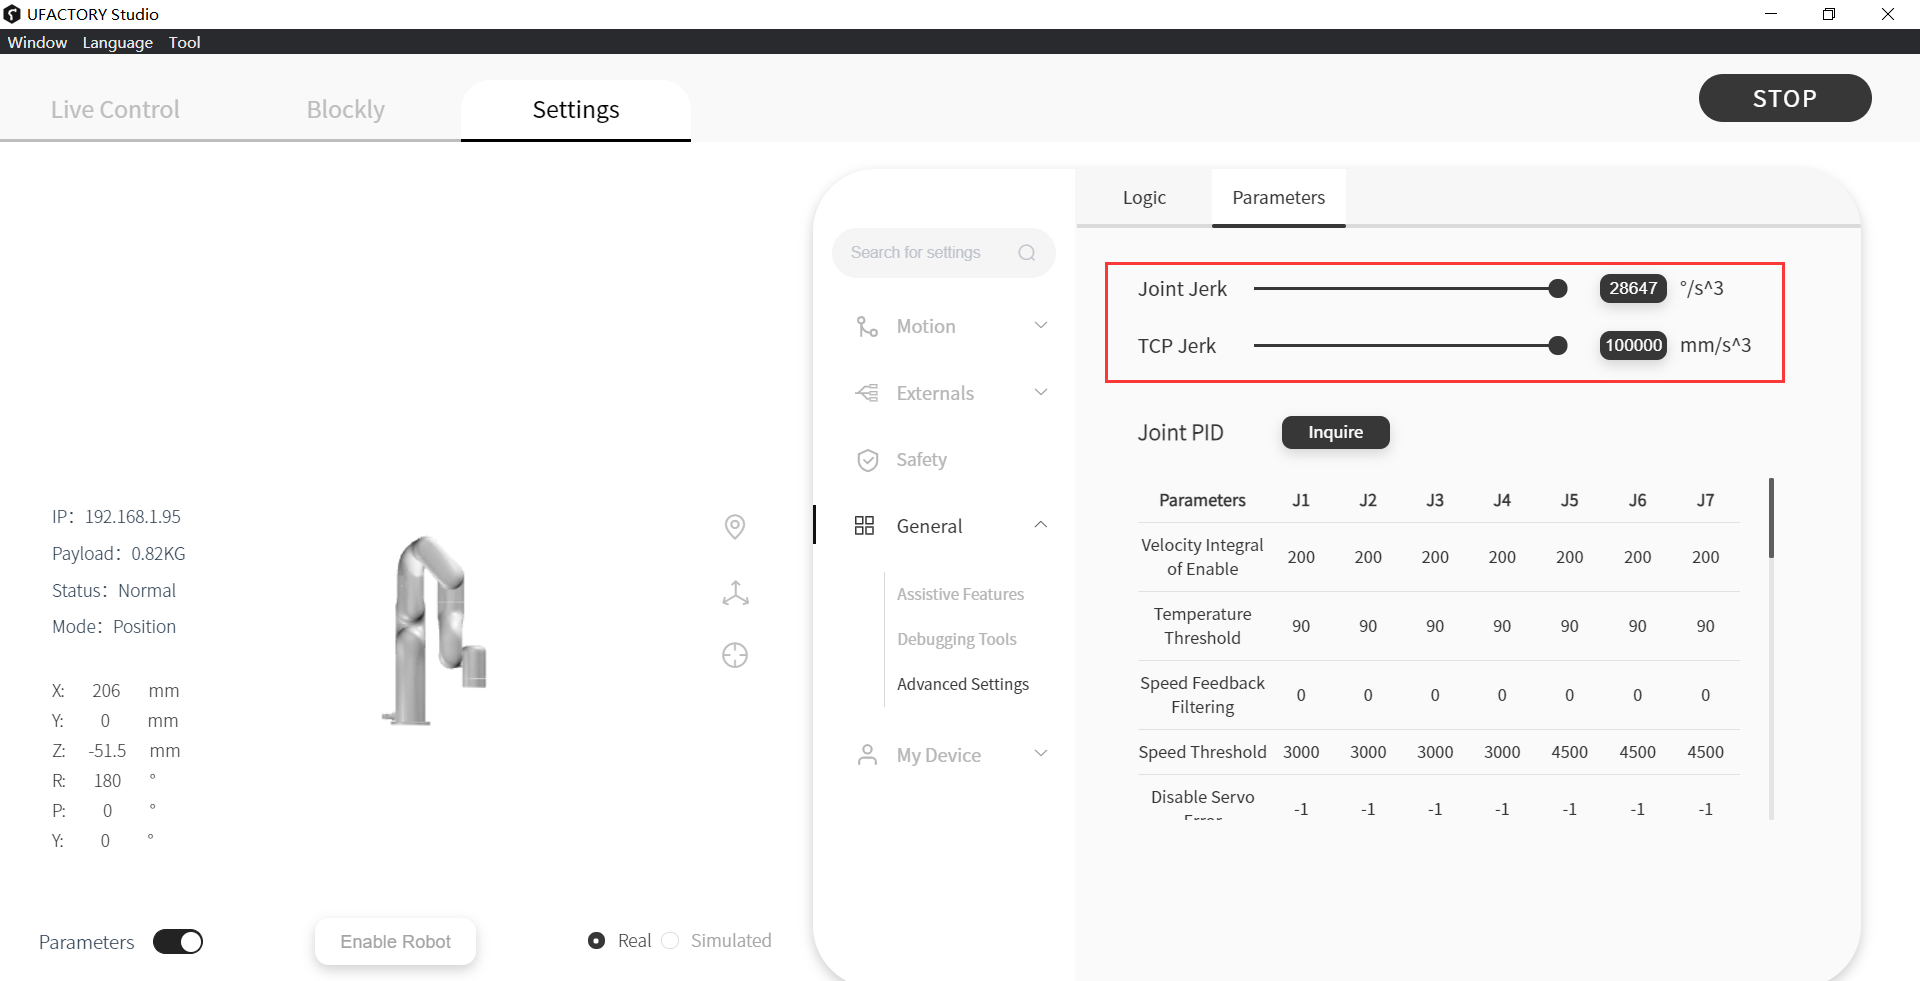 UFACTORY Studio
Window Language Tool
Live Control Blockly Settings STOP
Logic Parameters
Search for settings
Motion
Externals
Safety
General
Assistive Features
Debugging Tools
Advanced Settings
My Device
Joint Jerk 28647 °/s^3
TCP Jerk 100000 mm/s^3
Joint PID Inquire
Parameters J1 J2 J3 J4 J5 J6 J7
Velocity Integral
of Enable 200 200 200 200 200 200 200
Temperature
Threshold 90 90 90 90 90 90 90
Speed Feedback
Filtering 0 0 0 0 0 0 0
Speed Threshold 3000 3000 3000 3000 4500 4500 4500
Disable Servo
Error -1 -1 -1 -1 -1 -1 -1
IP：192.168.1.95
Payload：0.82KG
Status：Normal
Mode：Position
X: 206 mm
Y: 0 mm
Z: -51.5 mm
R: 180 °
P: 0 °
Y: 0 °
Parameters Enable Robot Real Simulated